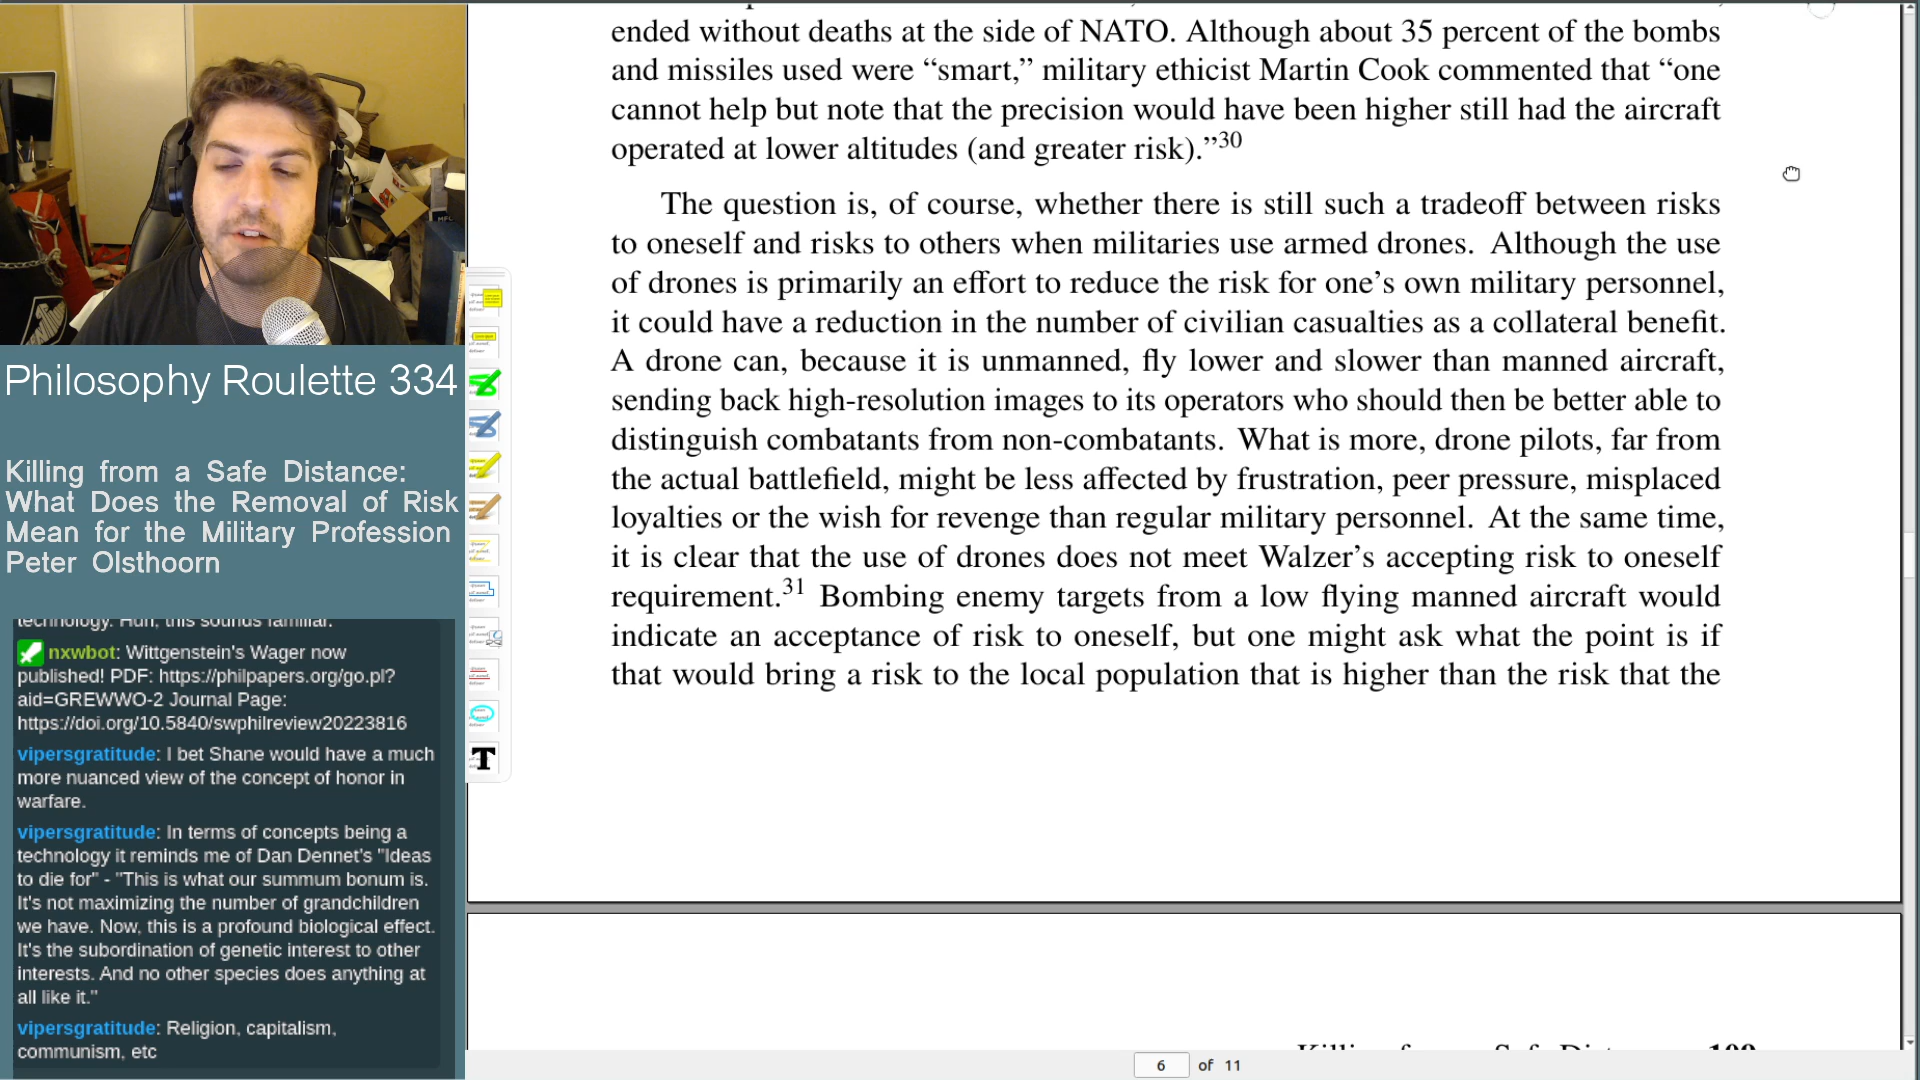 ended without deaths at the side of NATO. Although about 35 percent of the bombs
and missiles used were “smart,” military ethicist Martin Cook commented that “one
cannot help but note that the precision would have been higher still had the aircraft
operated at lower altitudes (and greater risk).”30
The question is, of course, whether there is still such a tradeoff between risks
to oneself and risks to others when militaries use armed drones. Although the use
of drones is primarily an effort to reduce the risk for one’s own military personnel,
it could have a reduction in the number of civilian casualties as a collateral benefit.
A drone can, because it is unmanned, fly lower and slower than manned aircraft,
sending back high-resolution images to its operators who should then be better able to
distinguish combatants from non-combatants. What is more, drone pilots, far from
the actual battlefield, might be less affected by frustration, peer pressure, misplaced
loyalties or the wish for revenge than regular military personnel. At the same time,
it is clear that the use of drones does not meet Walzer’s accepting risk to oneself
requirement.31 Bombing enemy targets from a low flying manned aircraft would
indicate an acceptance of risk to oneself, but one might ask what the point is if
that would bring a risk to the local population that is higher than the risk that the
Philosophy Roulette 334
Killing from a Safe Distance:
What Does the Removal of Risk
Mean for the Military Profession
Peter Olsthoorn
technology. Huh, this sounds familiar.
nxwbot: Wittgenstein's Wager now
published! PDF: https://philpapers.org/go.pl?
aid=GREWWO-2 Journal Page:
https://doi.org/10.5840/swphilreview20223816
vipersgratitude: I bet Shane would have a much
more nuanced view of the concept of honor in
warfare.
vipersgratitude: In terms of concepts being a
technology it reminds me of Dan Dennet's "Ideas
to die for" - "This is what our summum bonum is.
It's not maximizing the number of grandchildren
we have. Now, this is a profound biological effect.
It's the subordination of genetic interest to other
interests. And no other species does anything at
all like it."
vipersgratitude: Religion, capitalism,
communism, etc
T
6 of 11